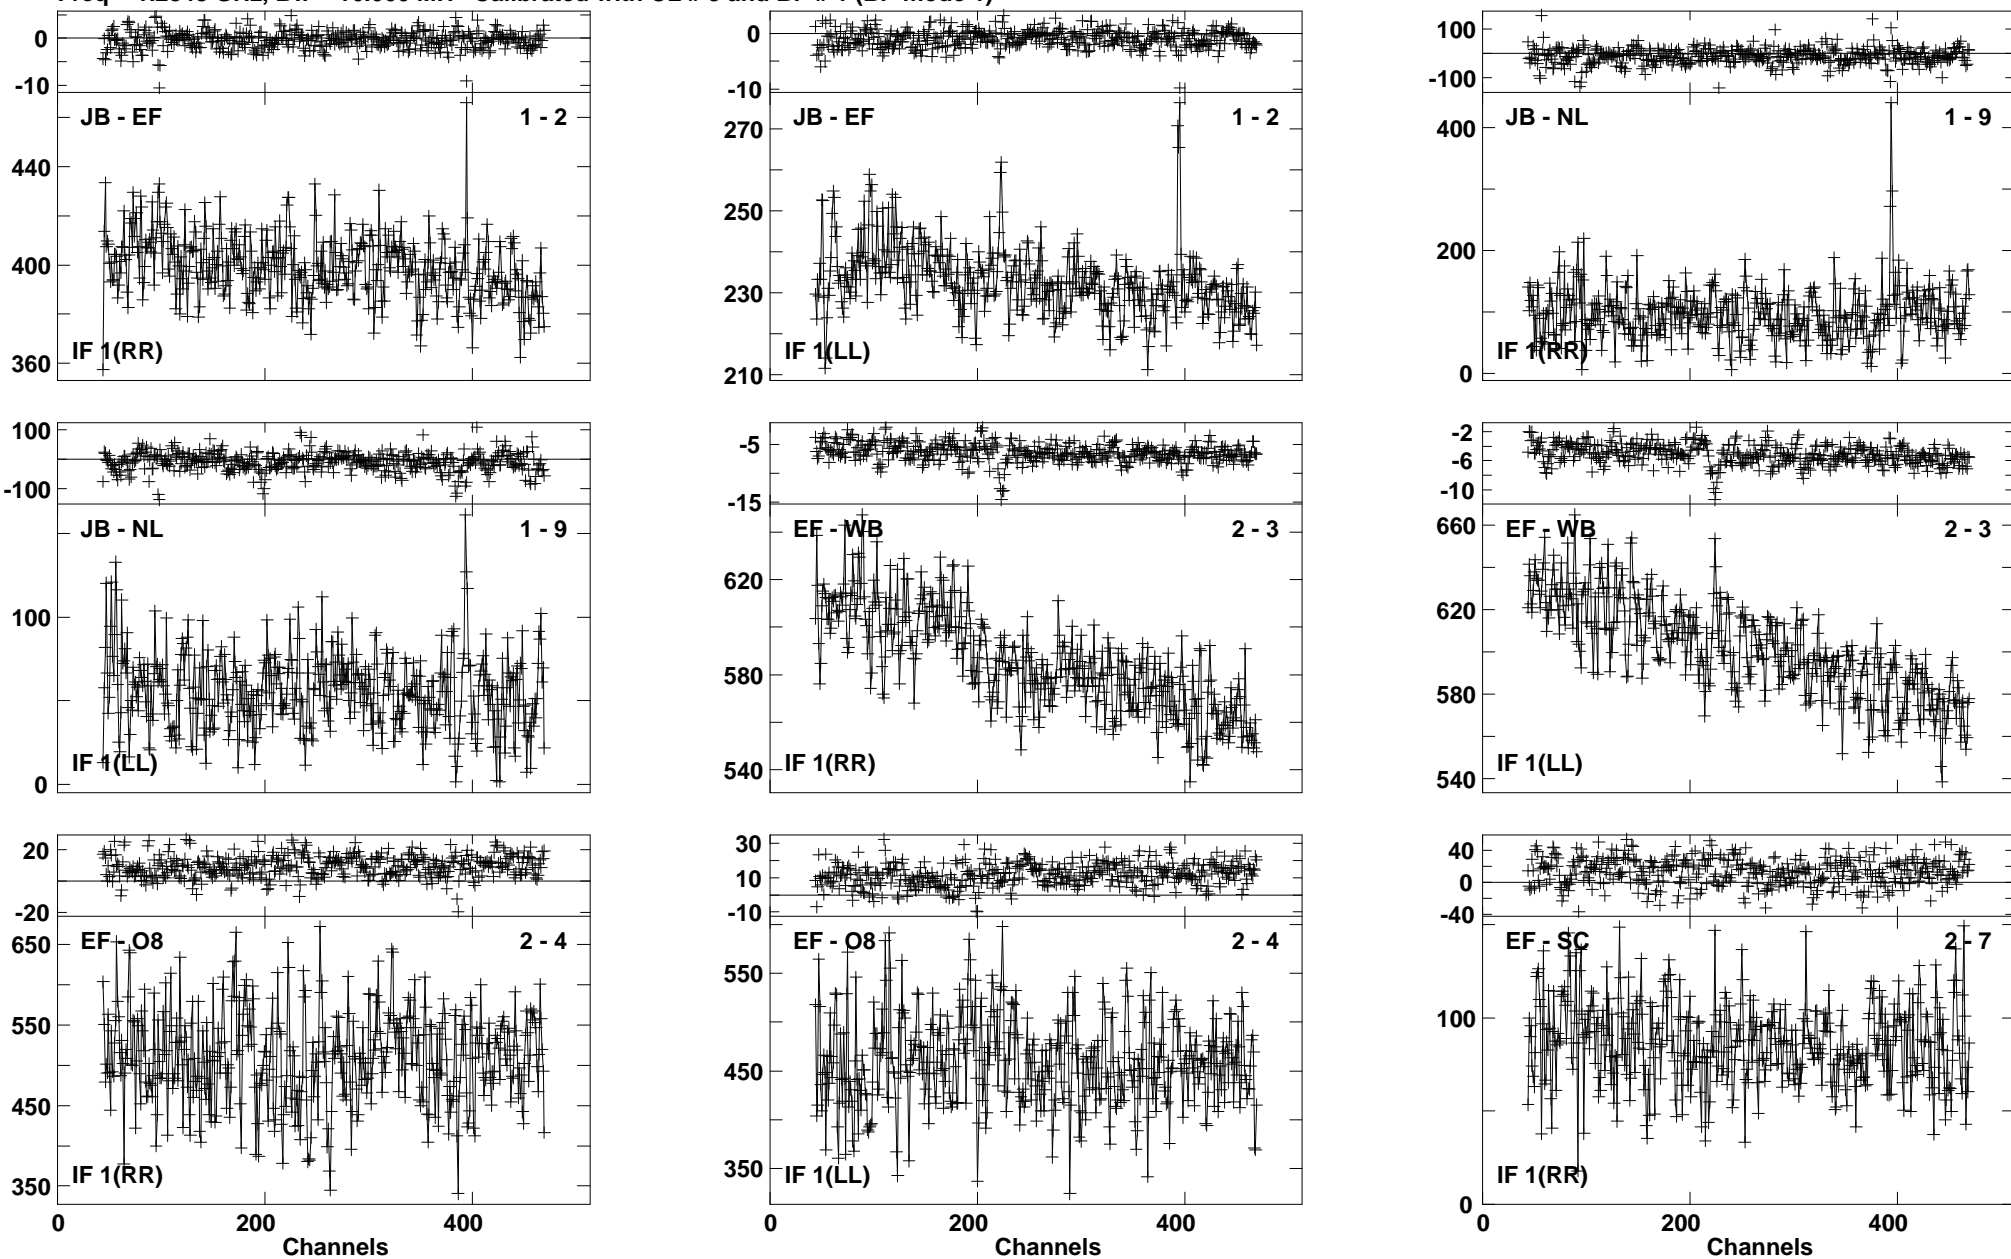 Freq = GHz, BW = MH Calibrated with CL # and BP # 1 (BP mode 1)
0
-10
JB - EF 1 - 2
440
400
360
IF 1(RR)
0
-10
JB - EF 1 - 2
270
250
230
210
IF 1(LL)
100
-100
JB - NL 1 - 9
400
200
0
IF 1(RR)
100
-100
JB - NL 1 - 9
100
0
IF 1(LL)
-5
-15
EF - WB 2 - 3
620
580
540
IF 1(RR)
-2
-6
-10
EF - WB 2 - 3
660
620
580
540
IF 1(LL)
20
-20
EF - O8 2 - 4
650
550
450
350
IF 1(RR)
0 200 400
Channels
30
10
-10
EF - O8 2 - 4
550
450
350
IF 1(LL)
0 200 400
Channels
40
0
-40
EF - SC 2 - 7
100
0
IF 1(RR)
0 200 400
Channels